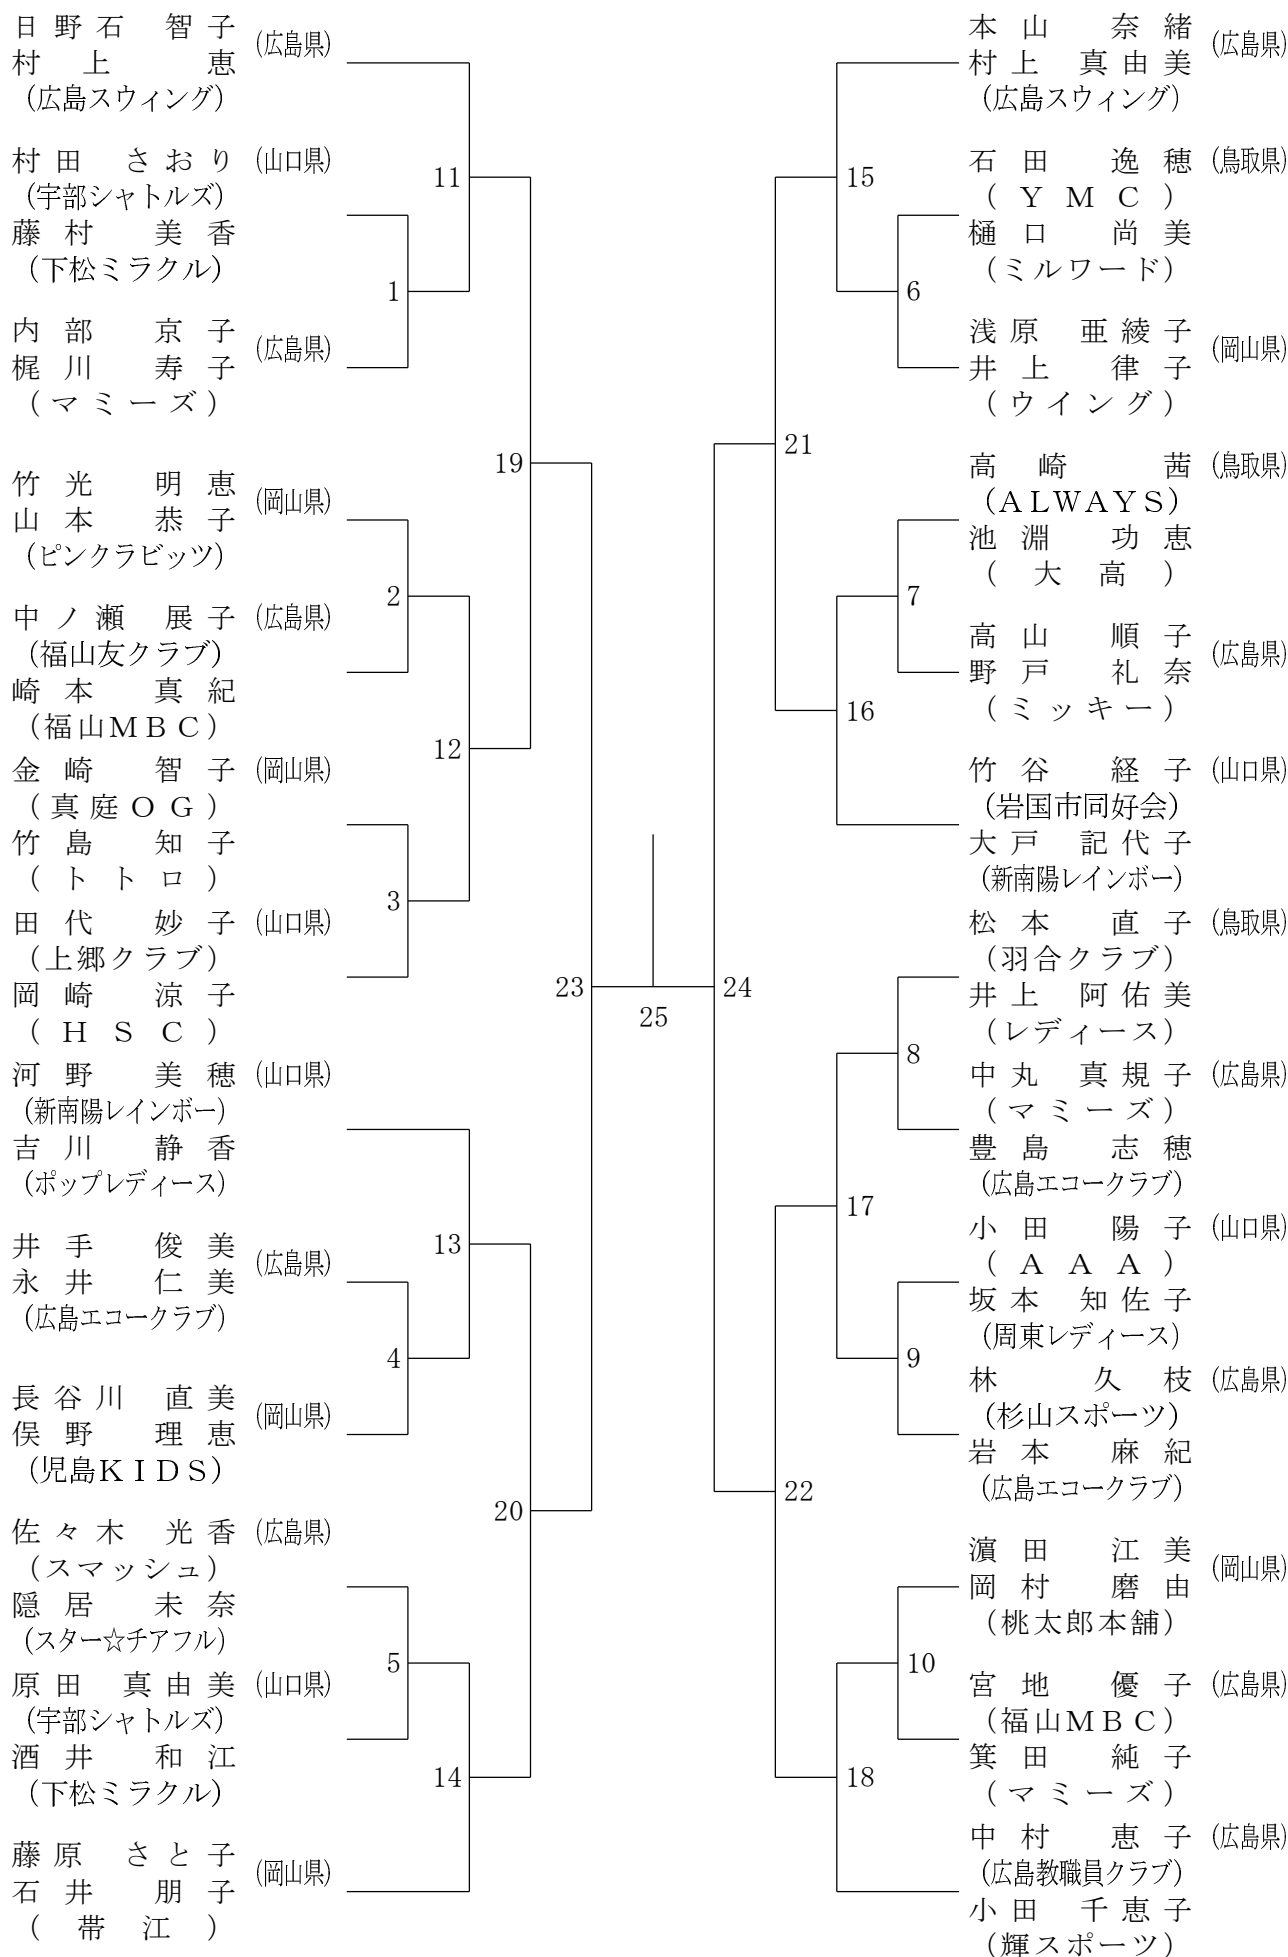 日野石 智子 (広島県)
村上 恵
(広島スウィング)
村田 さおり (山口県)
(宇部シャトルズ)
藤村 美香
(下松ミラクル)
内部 京子 (広島県)
梶川 寿子
(マミーズ)
竹光 明恵 (岡山県)
山本 恭子
(ピンクラビッツ)
中ノ瀬 展子 (広島県)
(福山友クラブ)
崎本 真紀
(福山MBC)
金崎 智子 (岡山県)
(真庭OG)
竹島 知子
(トトロ)
田代 妙子 (山口県)
(上郷クラブ)
岡崎 涼子
(HSC)
河野 美穂 (山口県)
(新南陽レインボー)
吉川 静香
(ポップレディース)
井手 俊美 (広島県)
永井 仁美
(広島エコークラブ)
長谷川 直美 (岡山県)
俣野 理恵
(児島KIDS)
佐々木 光香 (広島県)
(スマッシュ)
隠居 未奈
(スター☆チアフル)
原田 真由美 (山口県)
(宇部シャトルズ)
酒井 和江
(下松ミラクル)
藤原 さと子 (岡山県)
石井 朋子
(帯江)
1
2
3
4
5
11
12
13
14
19
20
23
25
24
21
22
15
16
17
18
6
7
8
9
10
本山 奈緒 (広島県)
村上 真由美
(広島スウィング)
石田 逸穂 (鳥取県)
(YMC)
樋口 尚美
(ミルワード)
浅原 亜綾子 (岡山県)
井上 律子
(ウイング)
高崎 茜 (鳥取県)
(ALWAYS)
池淵 功恵
(大高)
高山 順子 (広島県)
野戸 礼奈
(ミッキー)
竹谷 経子 (山口県)
(岩国市同好会)
大戸 記代子
(新南陽レインボー)
松本 直子 (鳥取県)
(羽合クラブ)
井上 阿佑美
(レディース)
中丸 真規子 (広島県)
(マミーズ)
豊島 志穂
(広島エコークラブ)
小田 陽子 (山口県)
(AAA)
坂本 知佐子
(周東レディース)
林 久枝 (広島県)
(杉山スポーツ)
岩本 麻紀
(広島エコークラブ)
濵田 江美 (岡山県)
岡村 磨由
(桃太郎本舗)
宮地 優子 (広島県)
(福山MBC)
箕田 純子
(マミーズ)
中村 恵子 (広島県)
(広島教職員クラブ)
小田 千恵子
(輝スポーツ)